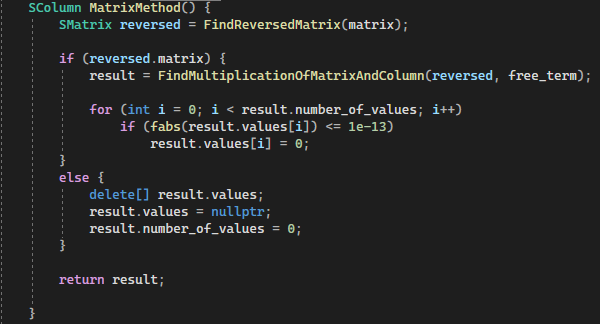 SColumn MatrixMethod() {
SMatrix reversed = FindReversedMatrix(matrix);
if (reversed.matrix) {
result = FindMultiplicationOfMatrixAndColumn(reversed, free_term);
for (int i = 0; i < result.number_of_values; i++)
if (fabs(result.values[i]) <= 1e-13)
result.values[i] = 0;
}
else {
delete[] result.values;
result.values = nullptr;
result.number_of_values = 0;
}
return result;
}